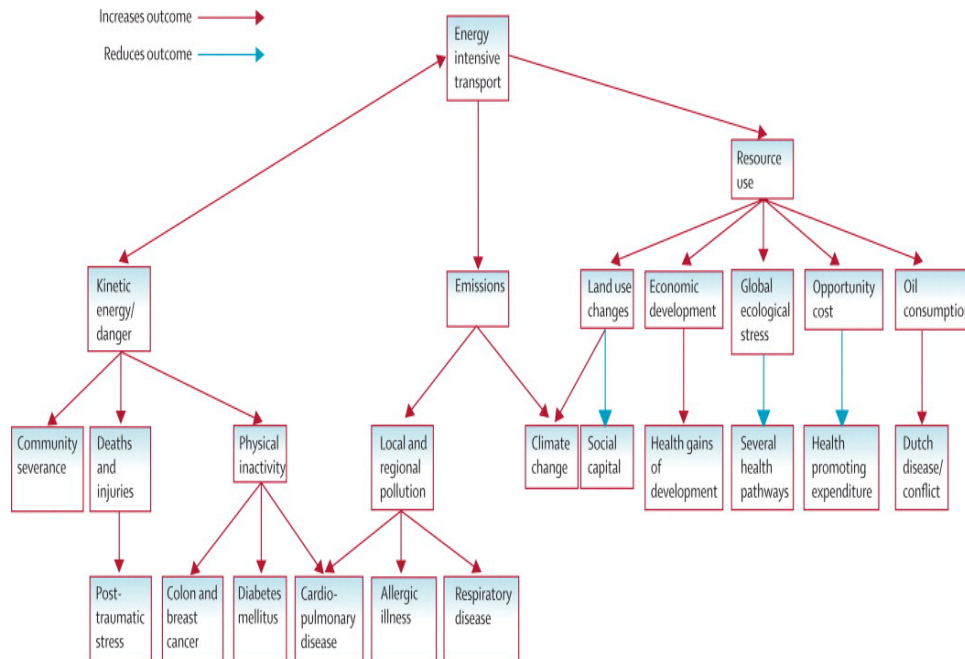 Increases outcome
Reduces outcome
Energy
intensive
transport
Resource
use
Kinetic
energy/
danger
Emissions
Land use
changes
Economic
development
Global
ecological
stress
Opportunity
cost
Oil
consumption
Community
severance
Deaths
and
injuries
Physical
inactivity
Local and
regional
pollution
Climate
change
Social
capital
Health gains
of
development
Several
health
pathways
Health
promoting
expenditure
Dutch
disease/
conflict
Post-
traumatic
stress
Colon and
breast
cancer
Diabetes
mellitus
Cardio-
pulmonary
disease
Allergic
illness
Respiratory
disease